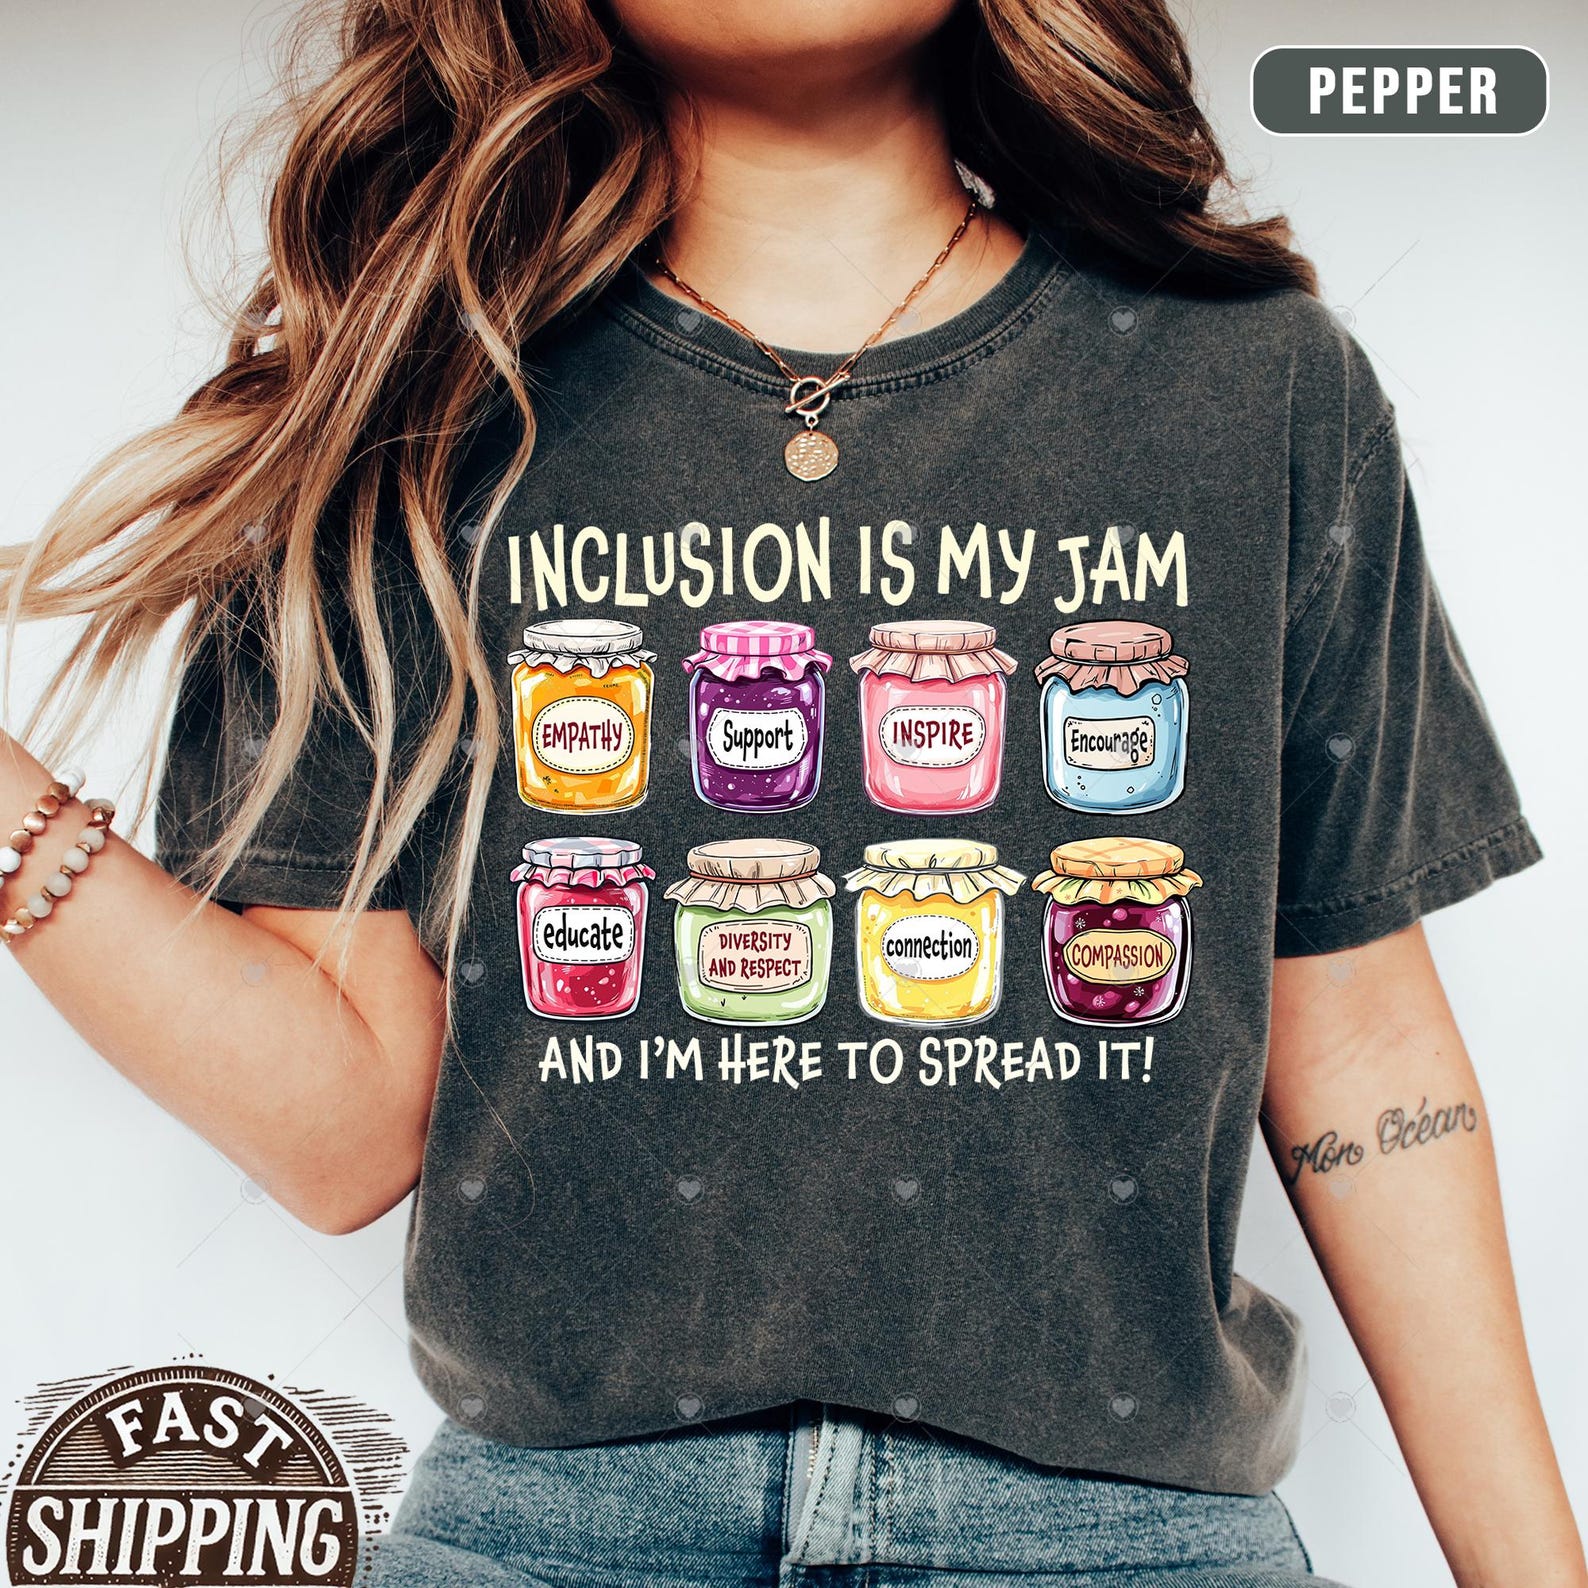 PEPPER
INCLUSION IS MY JAM
EMPATHY
Support
INSPIRE
Encourage
educate
DIVERSITY
AND RESPECT
connection
COMPASSION
AND I'M HERE TO SPREAD IT!
Mon Océan
FAST
SHIPPING